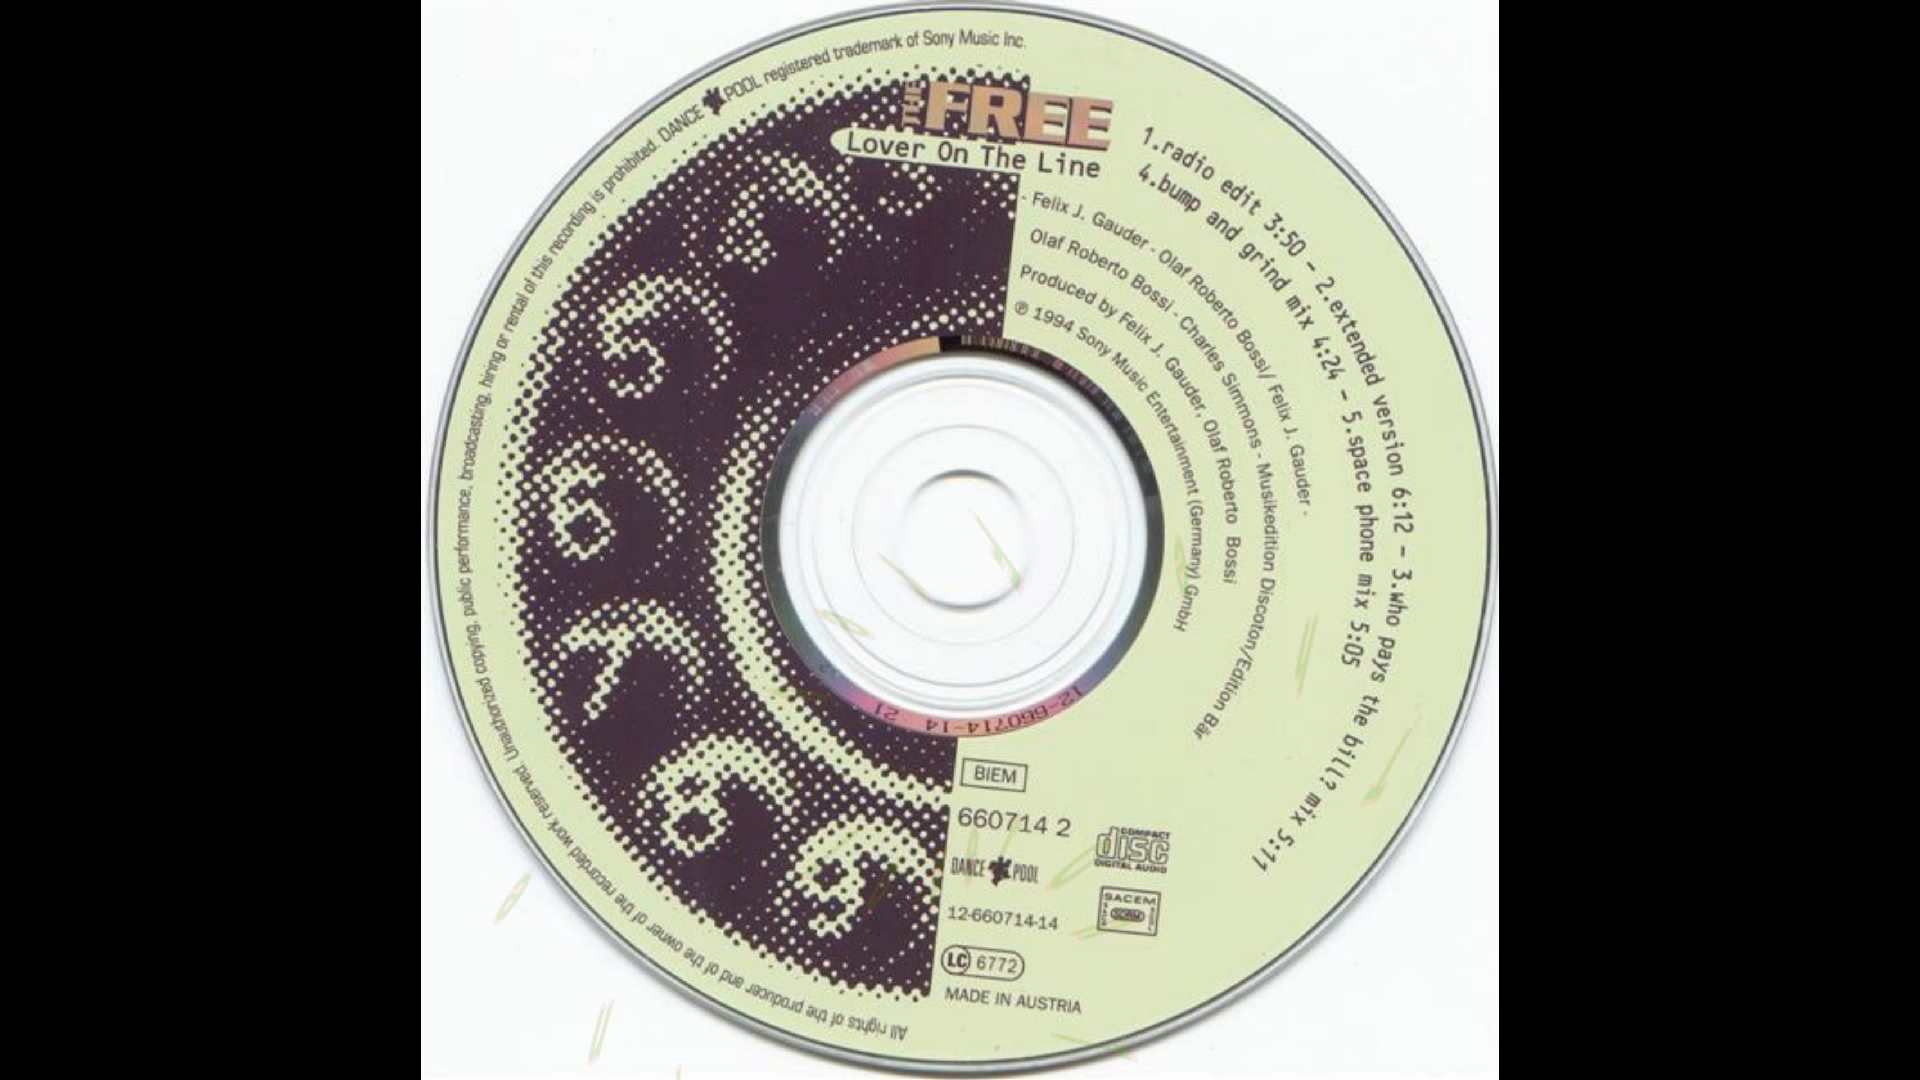 THE FREE
Lover On The Line
1.radio edit 3:50 – 2.extended version 6:12 – 3.who pays the bill? mix 5:11
4.bump and grind mix 4:24 – 5.space phone mix 5:05
- Felix J. Gauder - Olaf Roberto Bossi/ Felix J. Gauder -
Olaf Roberto Bossi - Charles Simmons - Musikedition Discoton/Edition Bär
Produced by Felix J. Gauder, Olaf Roberto Bossi
℗ 1994 Sony Music Entertainment (Germany) GmbH
5
6
7
8
9
12-660714-14 21
BIEM
660714 2
COMPACT
disc
DIGITAL AUDIO
DANCE POOL
12-660714-14
SACEM
SDRM
LC 6772
MADE IN AUSTRIA
All rights of the producer and of the owner of the recorded work reserved. Unauthorized copying, public performance, broadcasting, hiring or rental of this recording is prohibited. DANCE POOL registered trademark of Sony Music Inc.